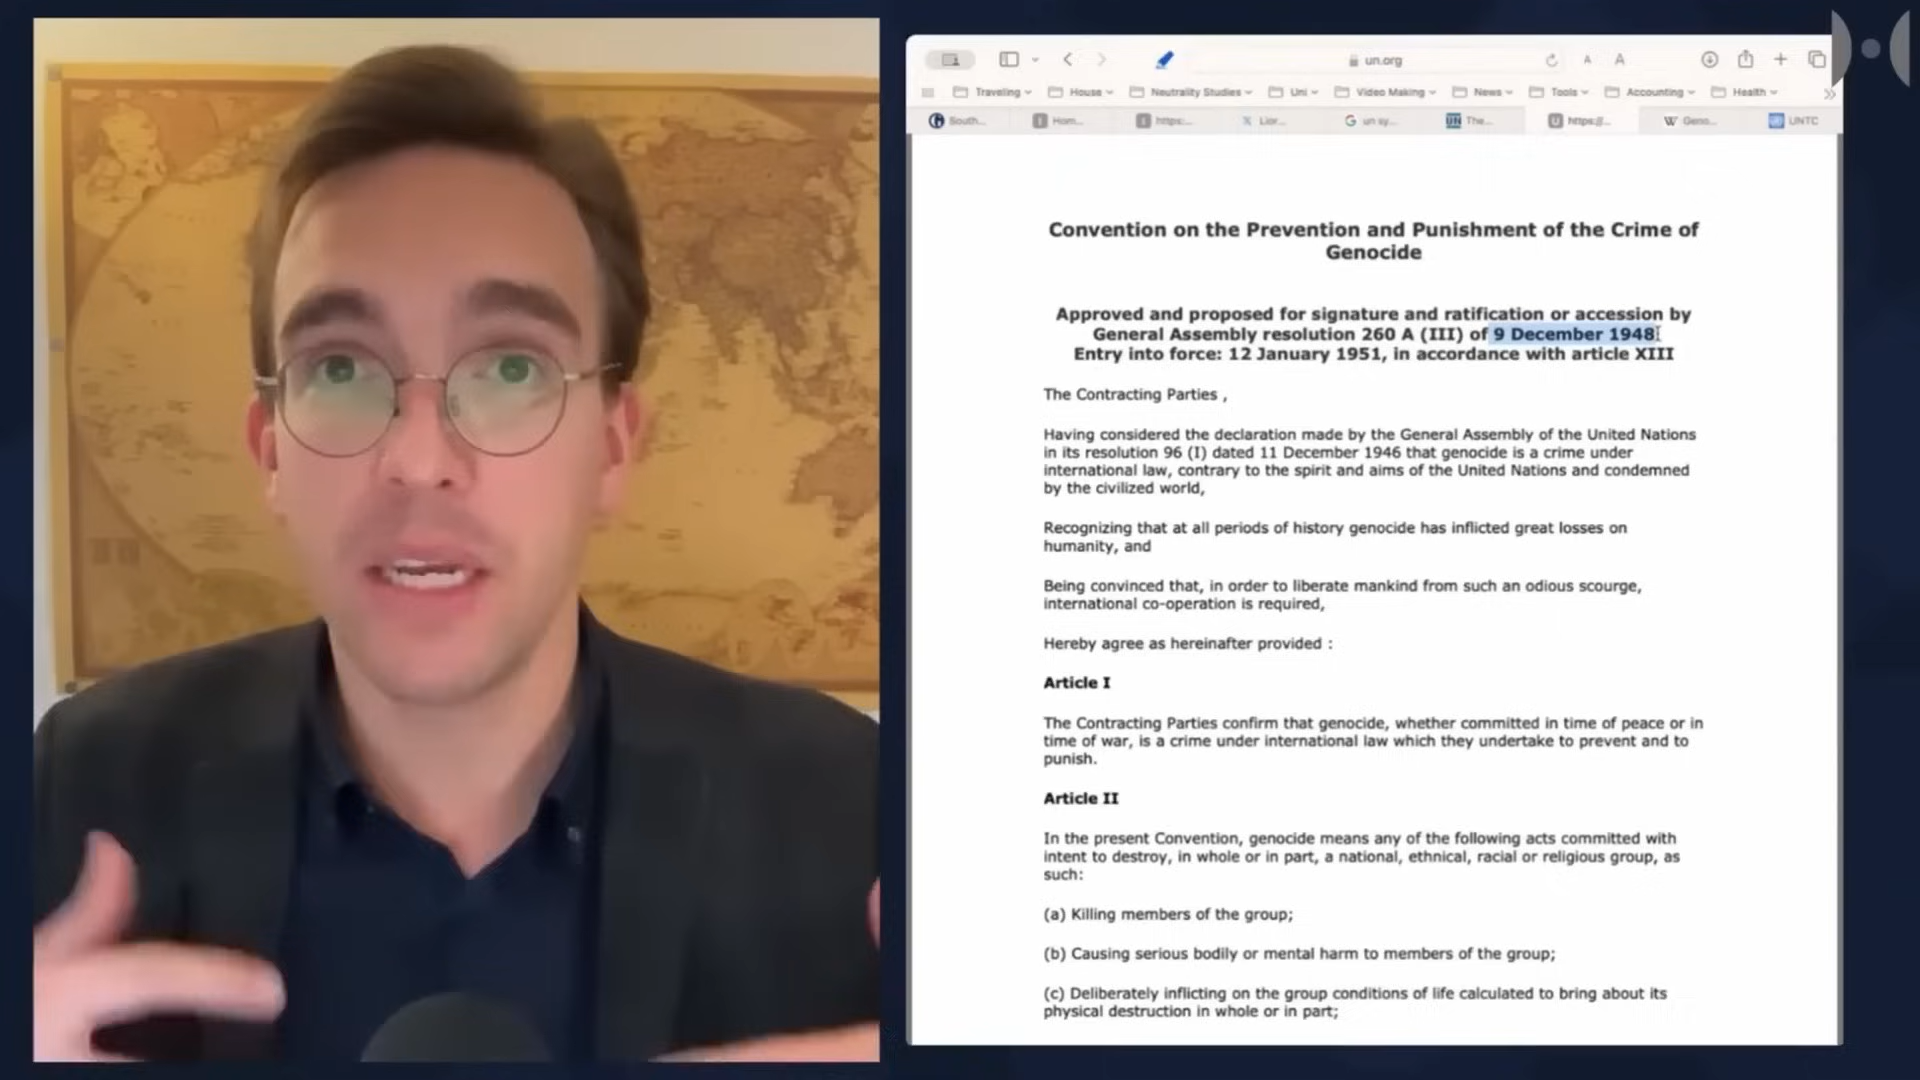 un.org
A A
Traveling House Neutrality Studies Uni Video Making News Tools Accounting Health
South... Hom... https:... Lior... un sy... UN The... https://... W Geno... UNTC
Convention on the Prevention and Punishment of the Crime of
Genocide
Approved and proposed for signature and ratification or accession by
General Assembly resolution 260 A (III) of 9 December 1948
Entry into force: 12 January 1951, in accordance with article XIII
The Contracting Parties ,
Having considered the declaration made by the General Assembly of the United Nations
in its resolution 96 (I) dated 11 December 1946 that genocide is a crime under
international law, contrary to the spirit and aims of the United Nations and condemned
by the civilized world,
Recognizing that at all periods of history genocide has inflicted great losses on
humanity, and
Being convinced that, in order to liberate mankind from such an odious scourge,
international co-operation is required,
Hereby agree as hereinafter provided :
Article I
The Contracting Parties confirm that genocide, whether committed in time of peace or in
time of war, is a crime under international law which they undertake to prevent and to
punish.
Article II
In the present Convention, genocide means any of the following acts committed with
intent to destroy, in whole or in part, a national, ethnical, racial or religious group, as
such:
(a) Killing members of the group;
(b) Causing serious bodily or mental harm to members of the group;
(c) Deliberately inflicting on the group conditions of life calculated to bring about its
physical destruction in whole or in part;